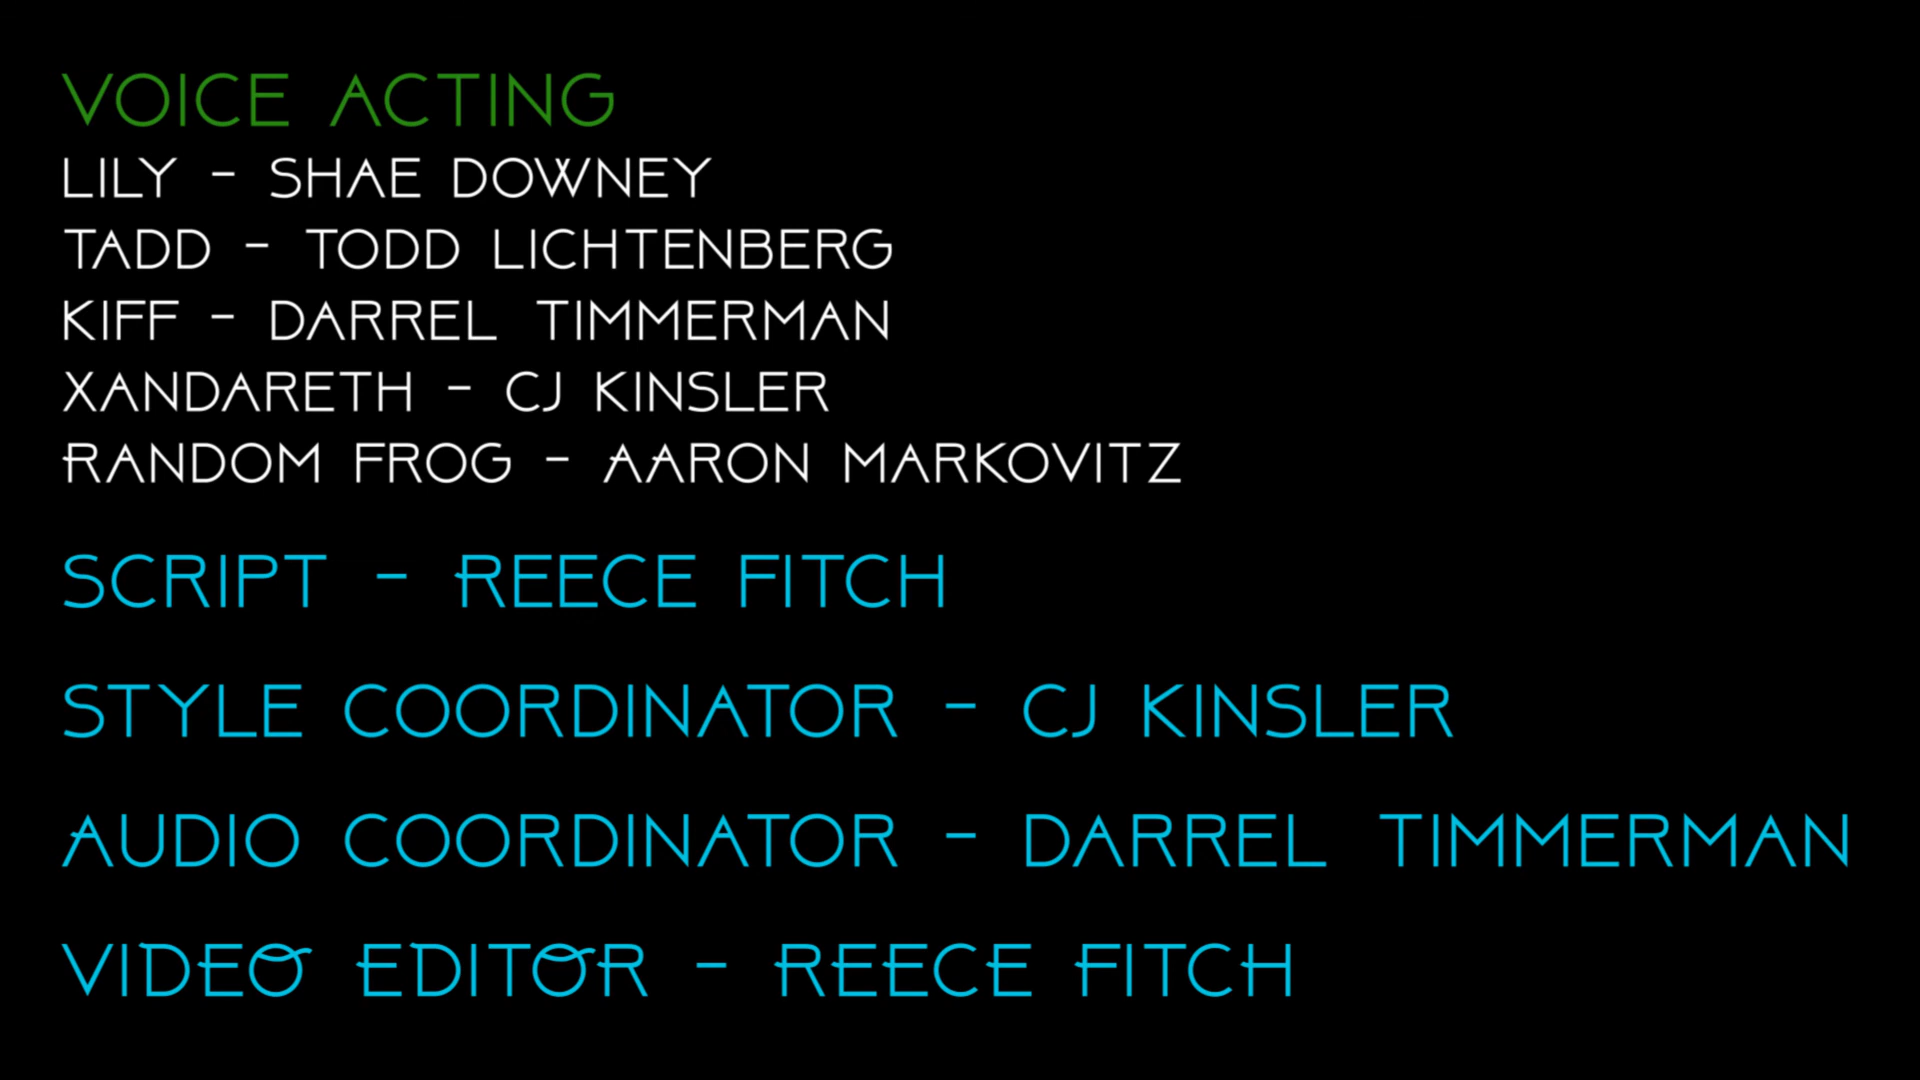 VOICE ACTING
LILY - SHAE DOWNEY
TADD - TODD LICHTENBERG
KIFF - DARREL TIMMERMAN
XANDARETH - CJ KINSLER
RANDOM FROG - AARON MARKOVITZ
SCRIPT - REECE FITCH
STYLE COORDINATOR - CJ KINSLER
AUDIO COORDINATOR - DARREL TIMMERMAN
VIDEO EDITOR - REECE FITCH